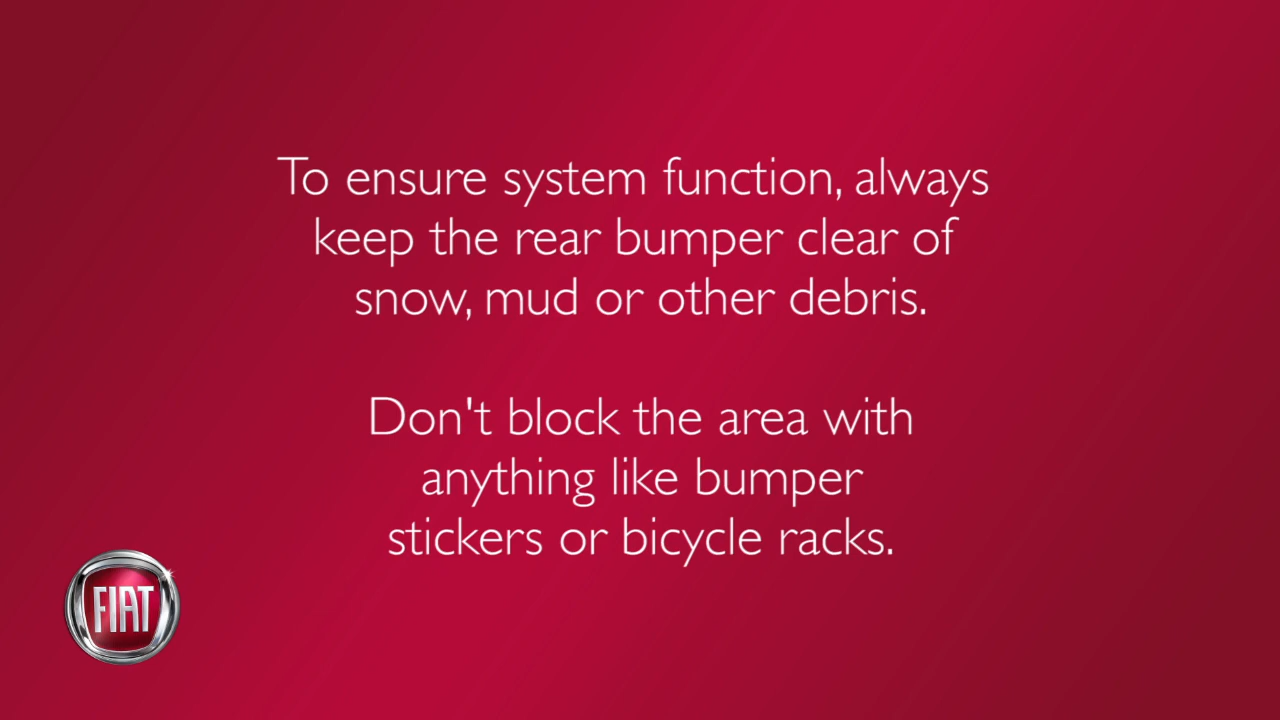 To ensure system function, always
keep the rear bumper clear of
snow, mud or other debris.
Don't block the area with
anything like bumper
stickers or bicycle racks.
FIAT